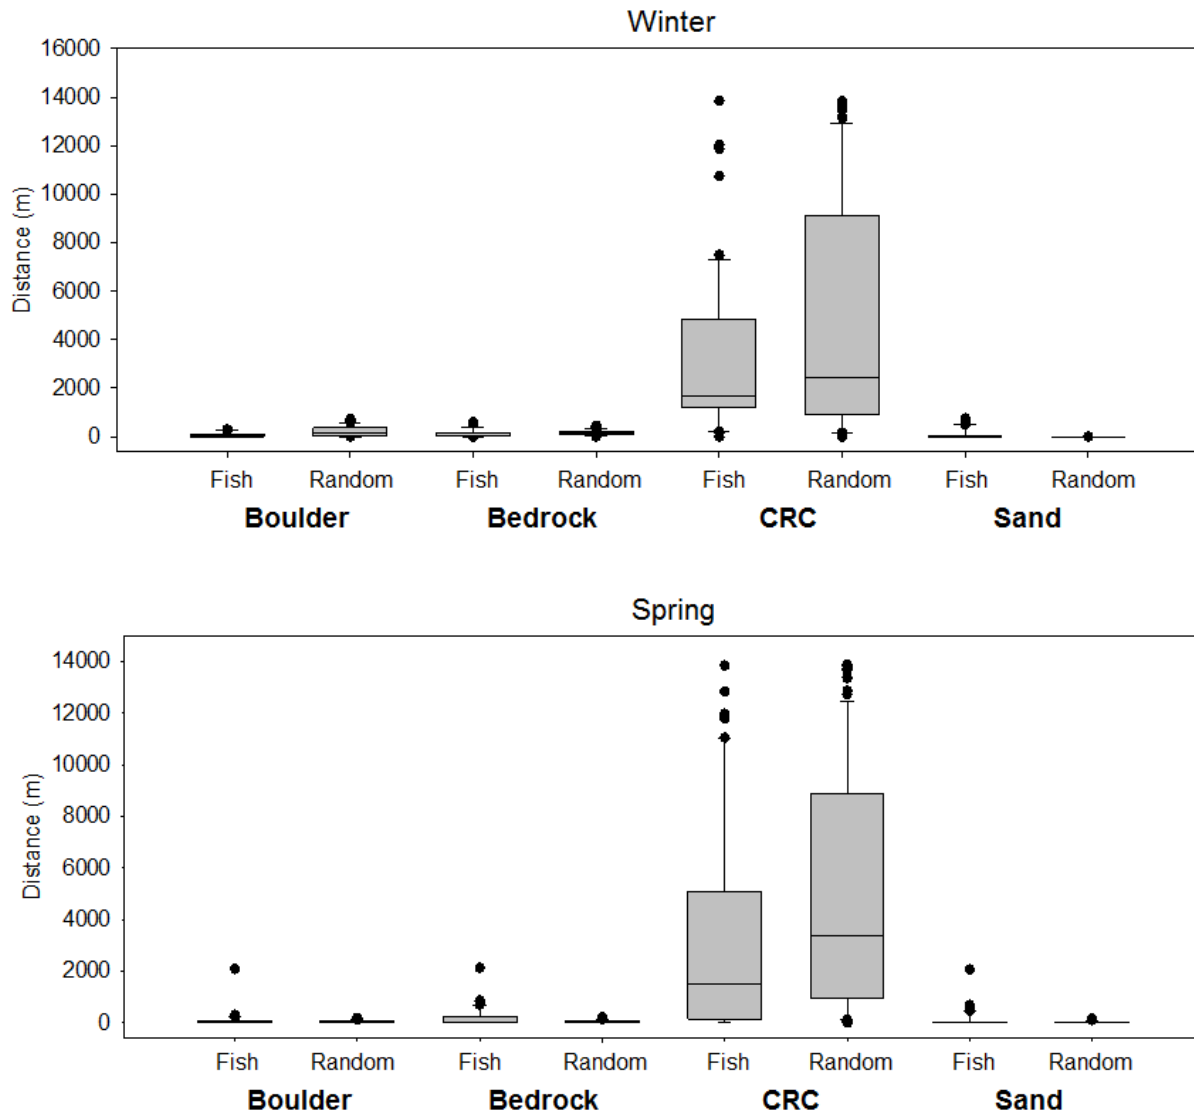 Winter
16000
14000
12000
10000
8000
6000
4000
2000
0
Distance (m)
Fish Random Fish Random Fish Random Fish Random
Boulder Bedrock CRC Sand
Spring
14000
12000
10000
8000
6000
4000
2000
0
Distance (m)
Fish Random Fish Random Fish Random Fish Random
Boulder Bedrock CRC Sand